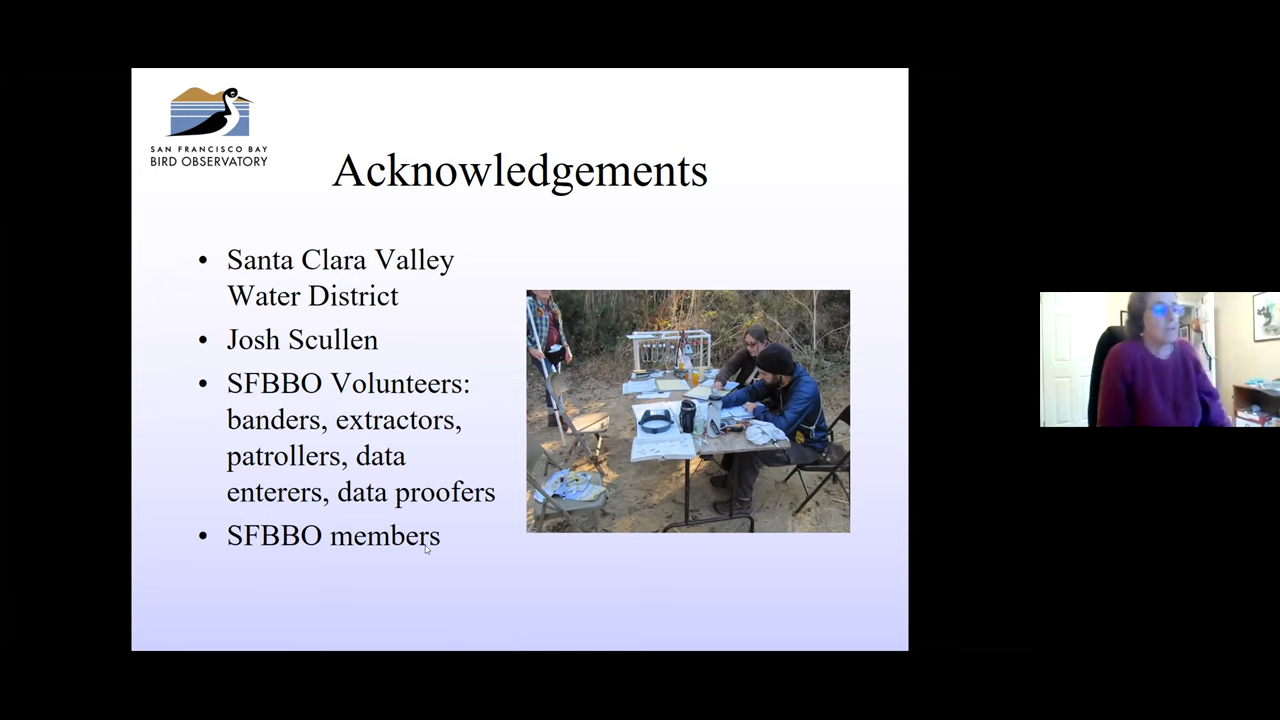 SAN FRANCISCO BAY
BIRD OBSERVATORY
Acknowledgements
• Santa Clara Valley
Water District
• Josh Scullen
• SFBBO Volunteers:
banders, extractors,
patrollers, data
enterers, data proofers
• SFBBO members